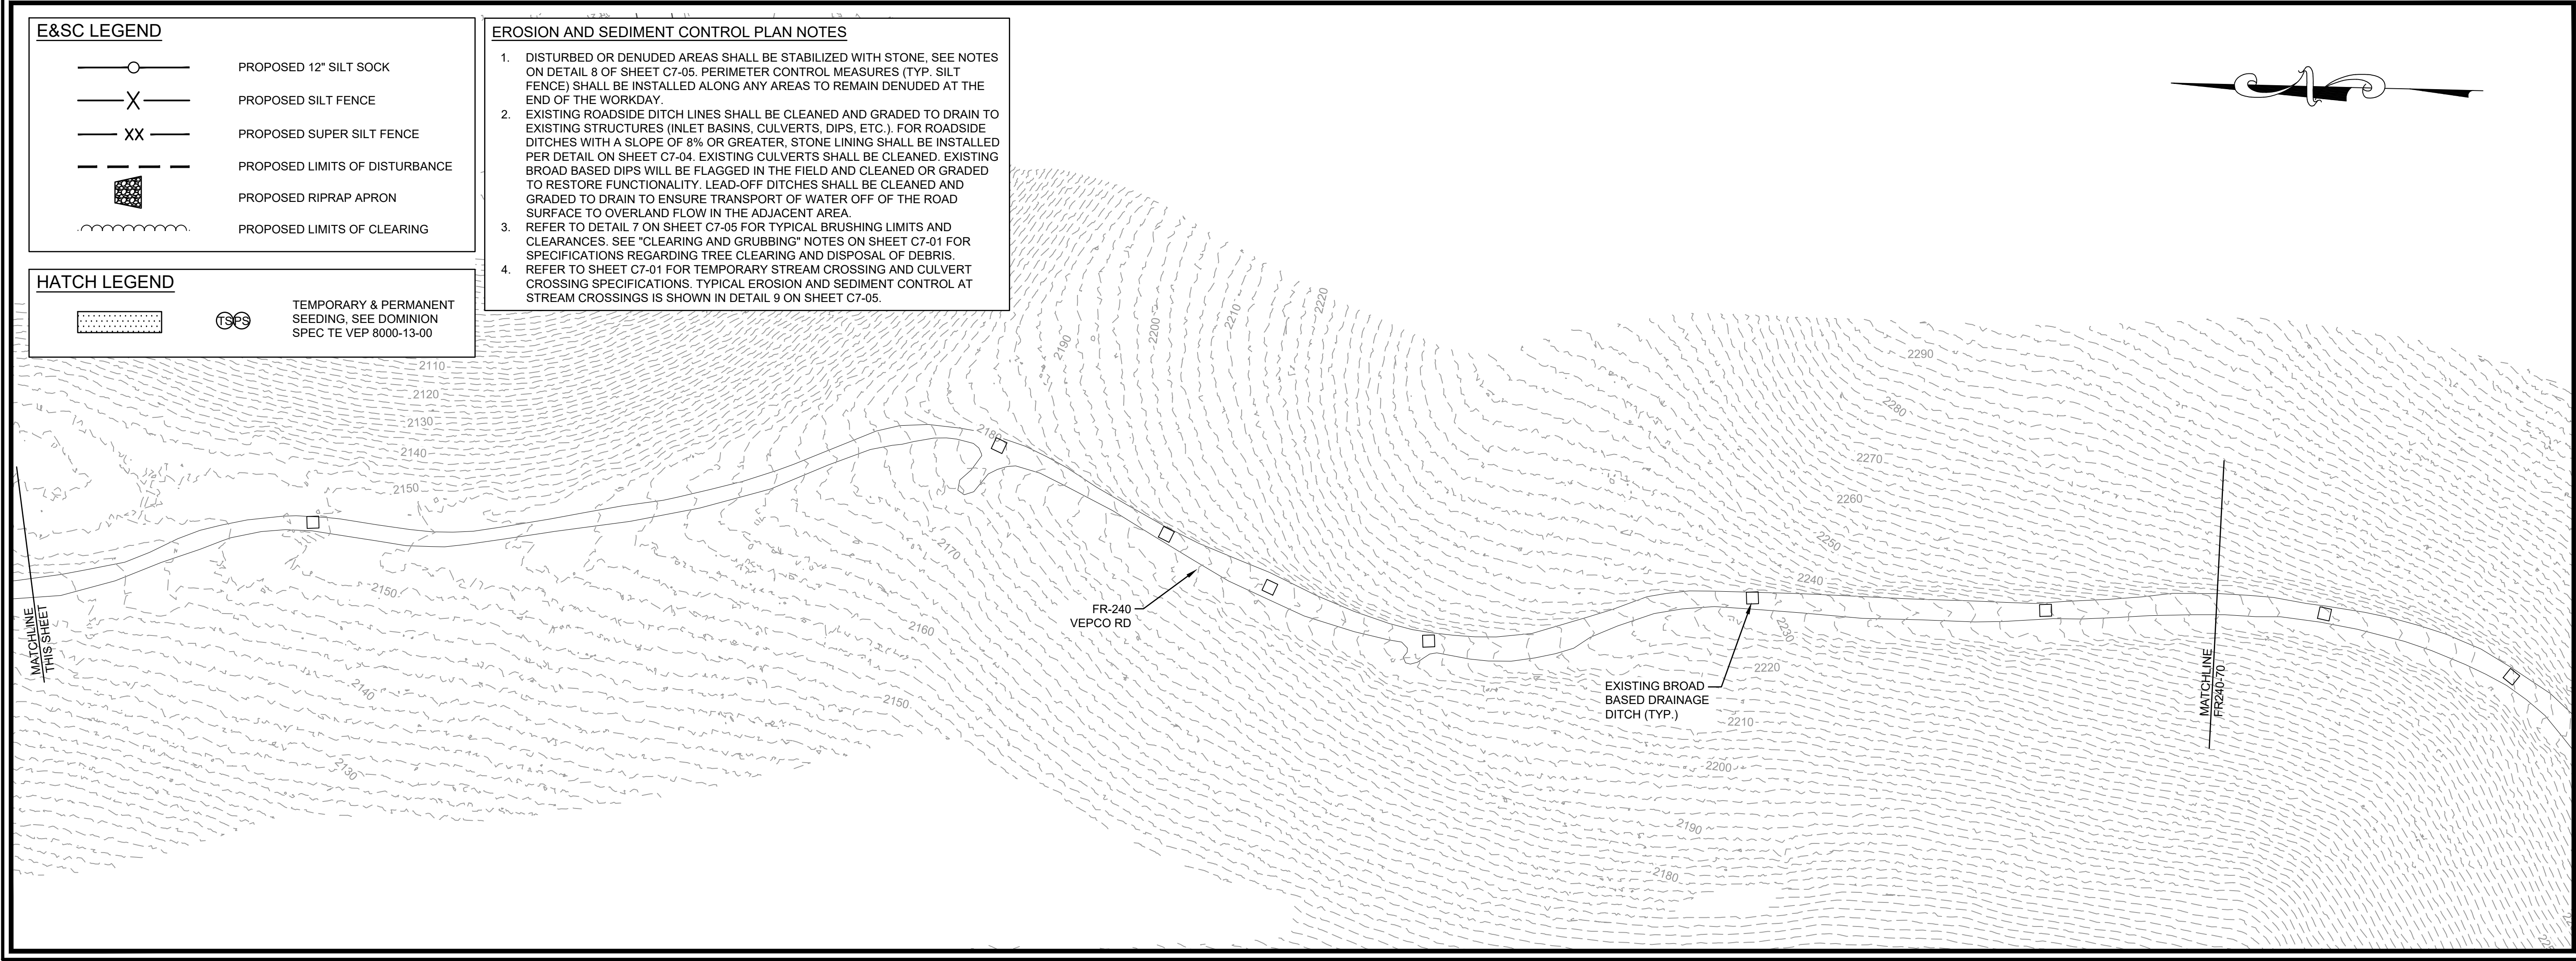 E&SC LEGEND
PROPOSED 12" SILT SOCK
X
PROPOSED SILT FENCE
XX
PROPOSED SUPER SILT FENCE
PROPOSED LIMITS OF DISTURBANCE
PROPOSED RIPRAP APRON
PROPOSED LIMITS OF CLEARING
HATCH LEGEND
TS PS
TEMPORARY & PERMANENT
SEEDING, SEE DOMINION
SPEC TE VEP 8000-13-00
EROSION AND SEDIMENT CONTROL PLAN NOTES
1. DISTURBED OR DENUDED AREAS SHALL BE STABILIZED WITH STONE, SEE NOTES
ON DETAIL 8 OF SHEET C7-05. PERIMETER CONTROL MEASURES (TYP. SILT
FENCE) SHALL BE INSTALLED ALONG ANY AREAS TO REMAIN DENUDED AT THE
END OF THE WORKDAY.
2. EXISTING ROADSIDE DITCH LINES SHALL BE CLEANED AND GRADED TO DRAIN TO
EXISTING STRUCTURES (INLET BASINS, CULVERTS, DIPS, ETC.). FOR ROADSIDE
DITCHES WITH A SLOPE OF 8% OR GREATER, STONE LINING SHALL BE INSTALLED
PER DETAIL ON SHEET C7-04. EXISTING CULVERTS SHALL BE CLEANED. EXISTING
BROAD BASED DIPS WILL BE FLAGGED IN THE FIELD AND CLEANED OR GRADED
TO RESTORE FUNCTIONALITY. LEAD-OFF DITCHES SHALL BE CLEANED AND
GRADED TO DRAIN TO ENSURE TRANSPORT OF WATER OFF OF THE ROAD
SURFACE TO OVERLAND FLOW IN THE ADJACENT AREA.
3. REFER TO DETAIL 7 ON SHEET C7-05 FOR TYPICAL BRUSHING LIMITS AND
CLEARANCES. SEE "CLEARING AND GRUBBING" NOTES ON SHEET C7-01 FOR
SPECIFICATIONS REGARDING TREE CLEARING AND DISPOSAL OF DEBRIS.
4. REFER TO SHEET C7-01 FOR TEMPORARY STREAM CROSSING AND CULVERT
CROSSING SPECIFICATIONS. TYPICAL EROSION AND SEDIMENT CONTROL AT
STREAM CROSSINGS IS SHOWN IN DETAIL 9 ON SHEET C7-05.
N
2110
2120
2130
2140
2150
2150
2140
2130
2180
2170
2160
2150
2190
2200
2210
2220
MATCHLINE
THIS SHEET
FR-240
VEPCO RD
2290
2280
2270
2260
2250
2240
2230
2220
2210
2200
2190
2180
EXISTING BROAD
BASED DRAINAGE
DITCH (TYP.)
MATCHLINE
FR240-70